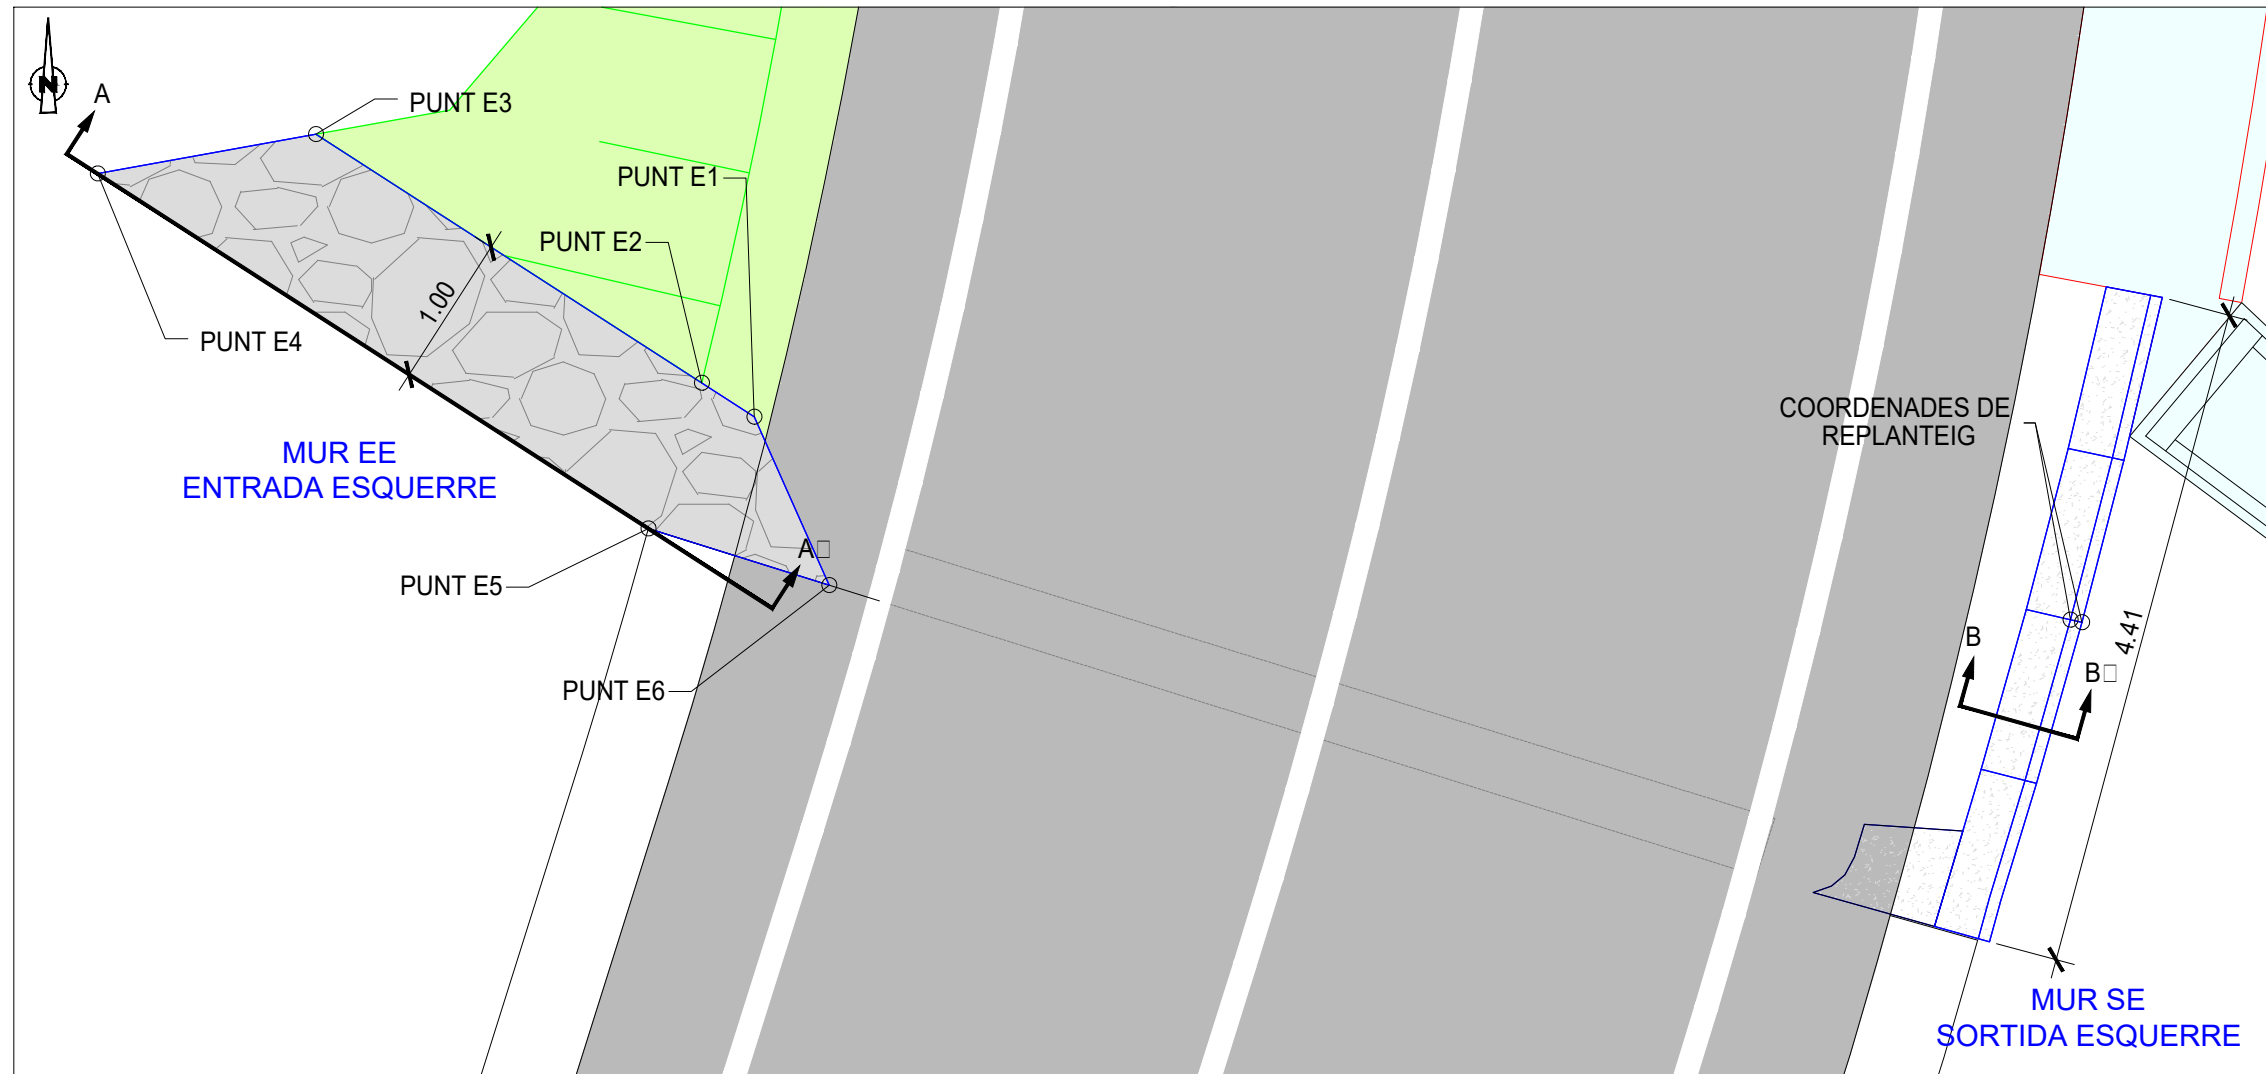 N
A
PUNT E3
PUNT E1
PUNT E2
1.00
PUNT E4
MUR EE
ENTRADA ESQUERRE
A□
PUNT E5
PUNT E6
COORDENADES DE
REPLANTEIG
4.41
B
B□
MUR SE
SORTIDA ESQUERRE